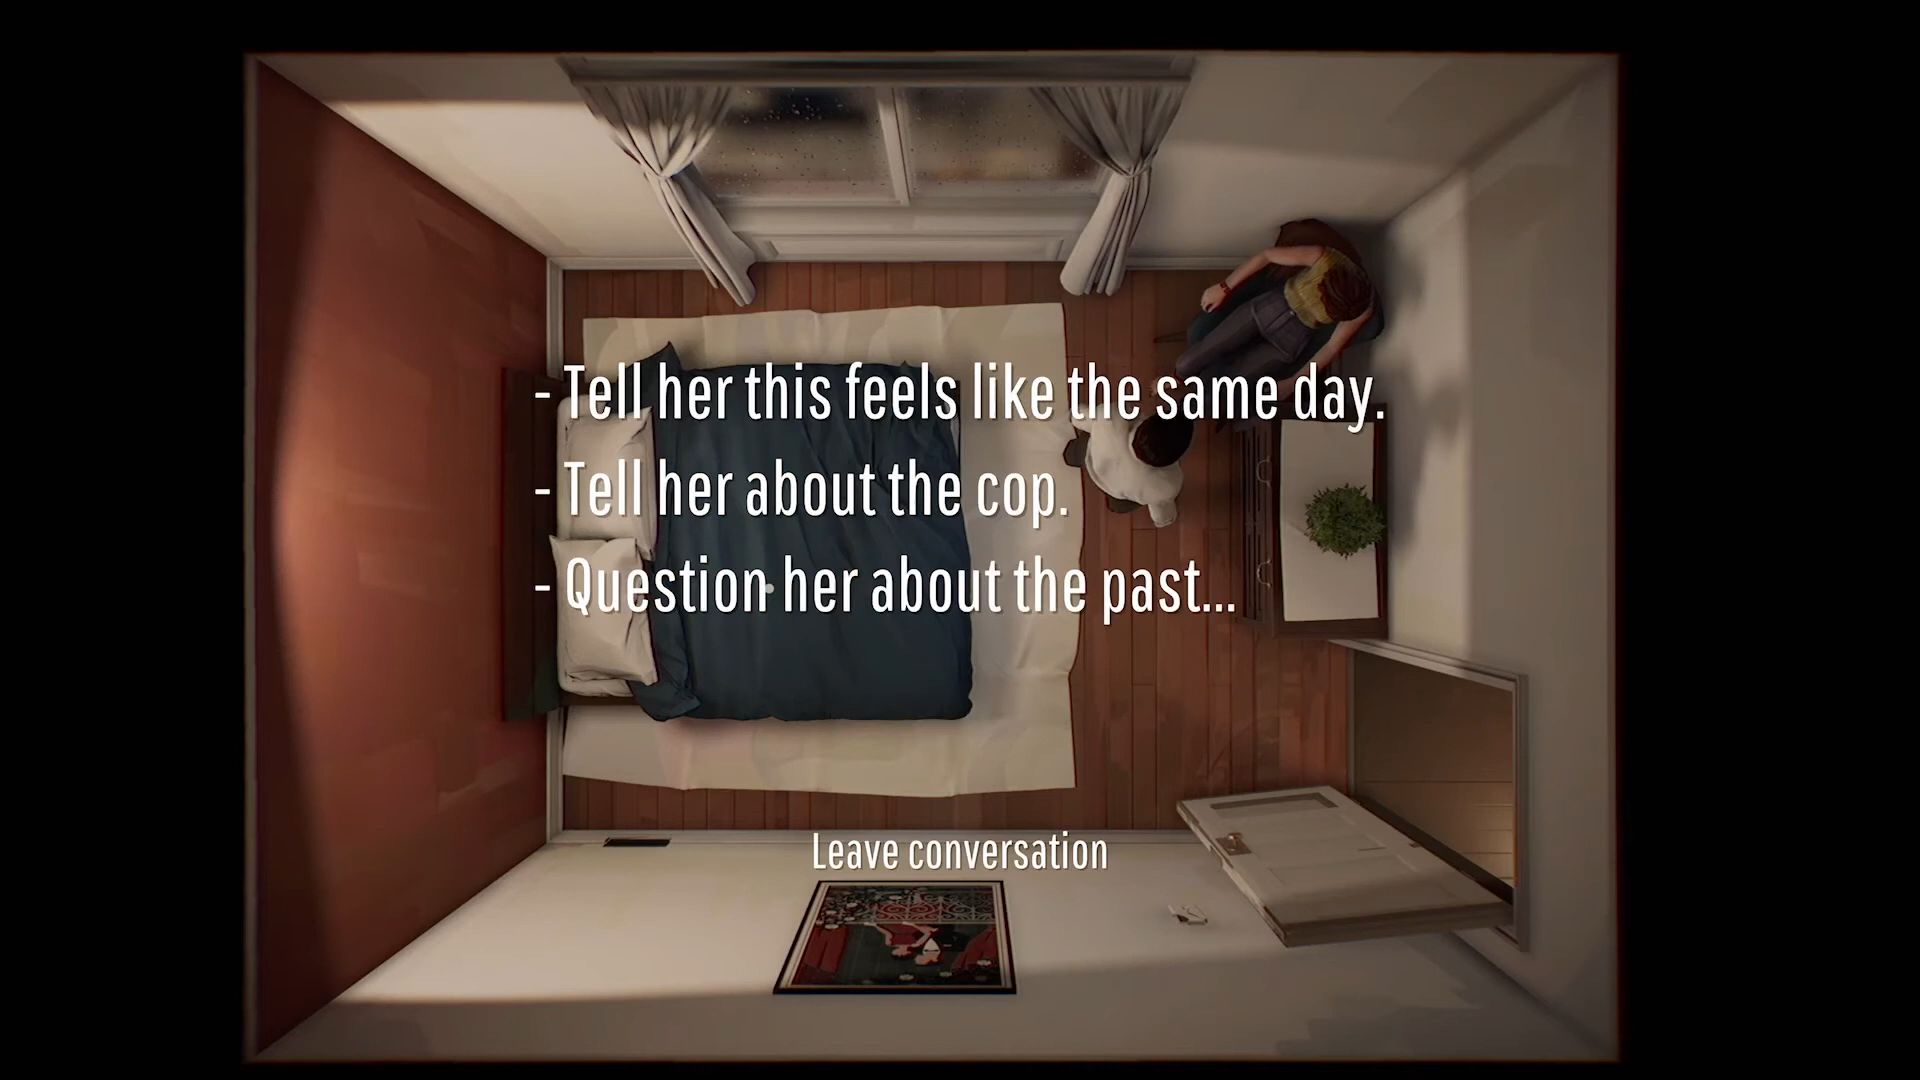 - Tell her this feels like the same day.
- Tell her about the cop.
- Question her about the past...
Leave conversation